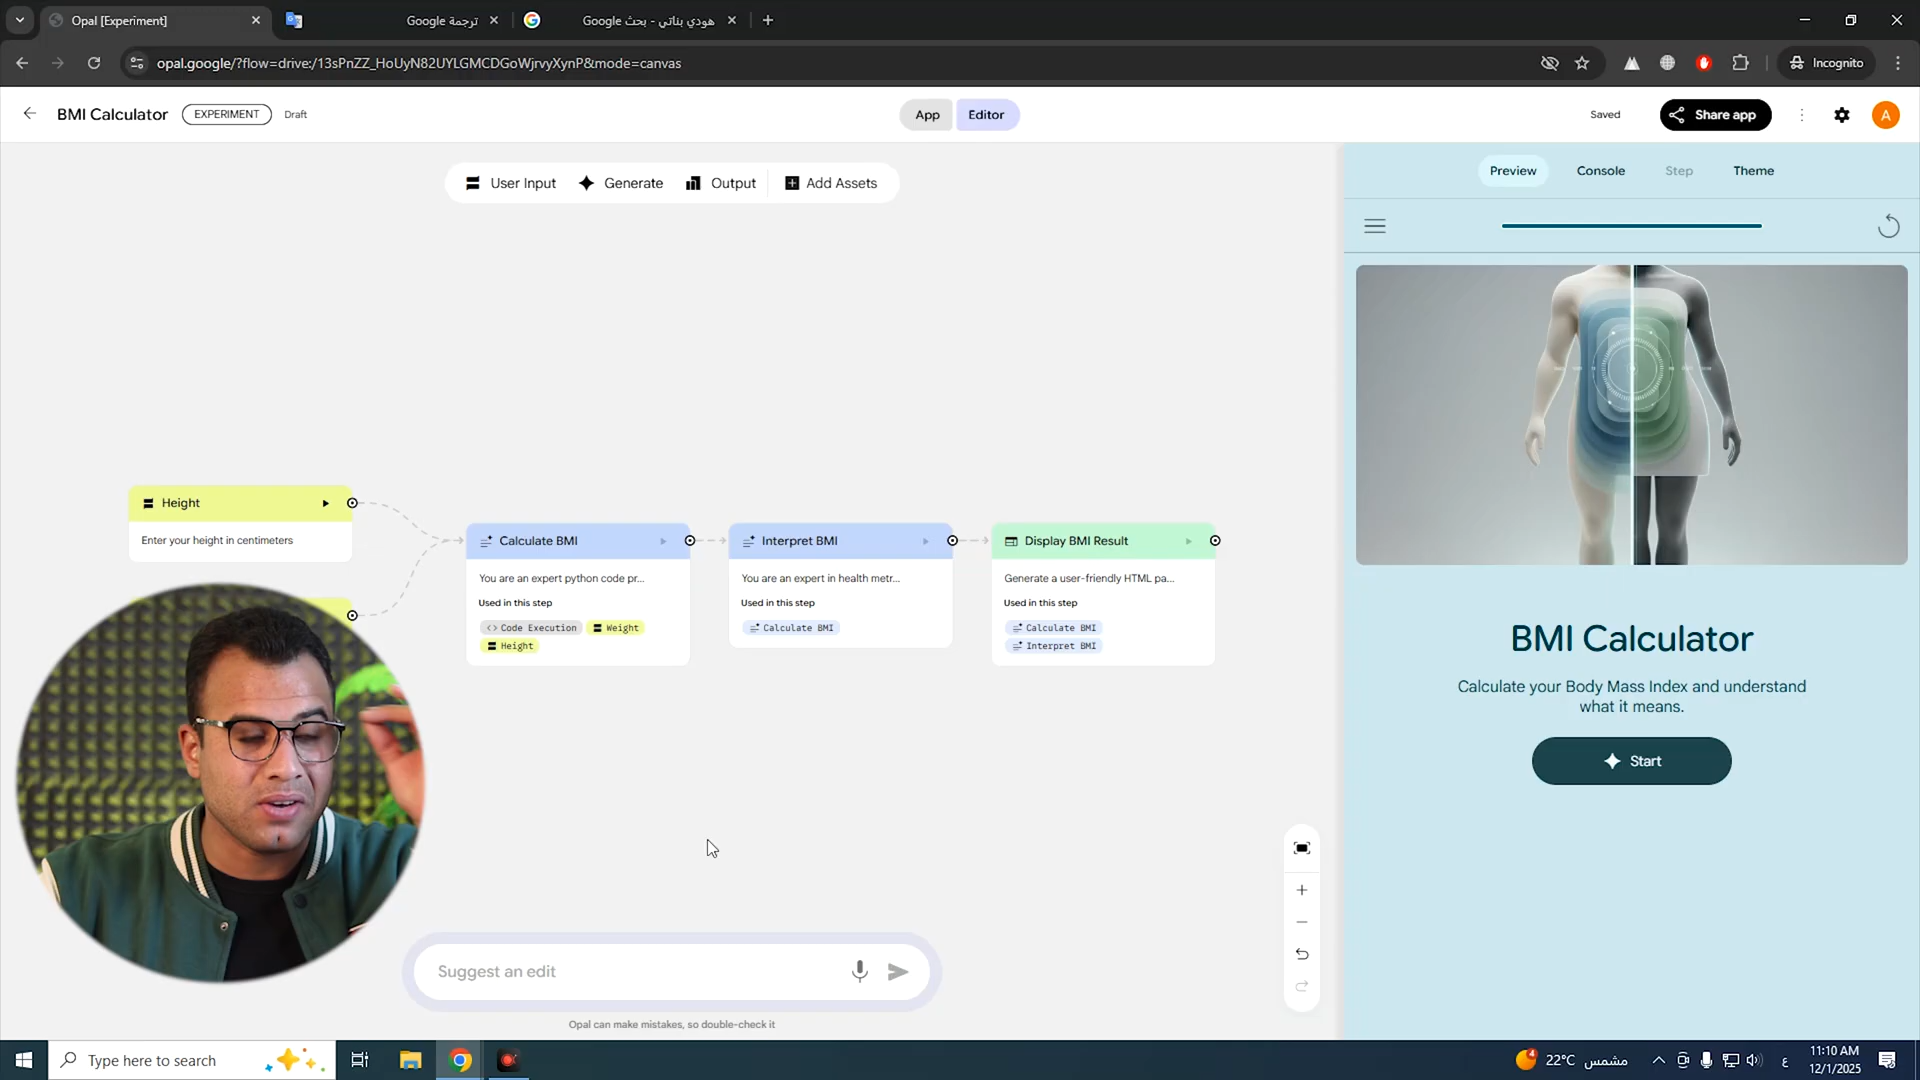 Opal [Experiment]
ترجمة Google
هودي بناتي - بحث Google
opal.google/?flow=drive:/13sPnZZ_HoUyN82UYLGMCDGoWjrvyXynP&mode=canvas
Incognito
BMI Calculator
EXPERIMENT
Draft
App
Editor
Saved
Share app
A
User Input
Generate
Output
Add Assets
Preview
Console
Step
Theme
Height
Enter your height in centimeters
Calculate BMI
You are an expert python code pr...
Used in this step
Code Execution
Weight
Height
Interpret BMI
You are an expert in health metr...
Used in this step
Calculate BMI
Display BMI Result
Generate a user-friendly HTML pa...
Used in this step
Calculate BMI
Interpret BMI
BMI Calculator
Calculate your Body Mass Index and understand
what it means.
Start
Suggest an edit
Opal can make mistakes, so double-check it
Type here to search
4
22°C
مشمس
ع
11:10 AM
12/1/2025